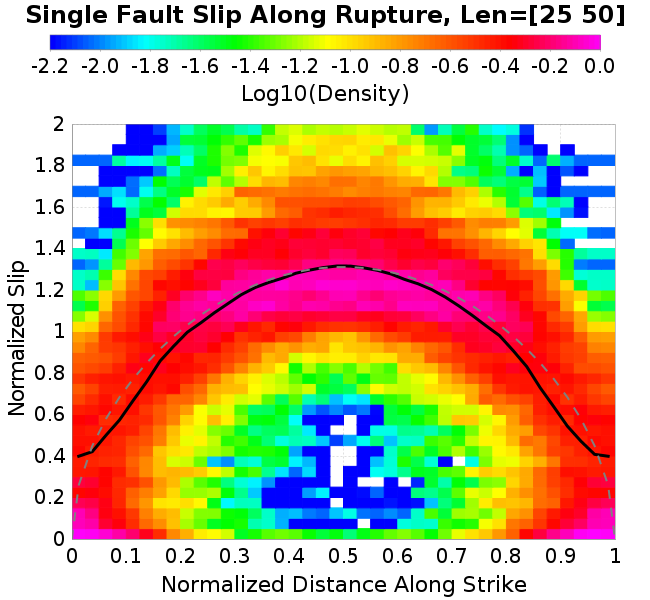 Single Fault Slip Along Rupture, Len=[25 50]
-2.2 -2.0 -1.8 -1.6 -1.4 -1.2 -1.0 -0.8 -0.6 -0.4 -0.2 0.0
Log10(Density)
2
1.8
1.6
1.4
1.2
1
0.8
0.6
0.4
0.2
0
Normalized Slip
0 0.1 0.2 0.3 0.4 0.5 0.6 0.7 0.8 0.9 1
Normalized Distance Along Strike